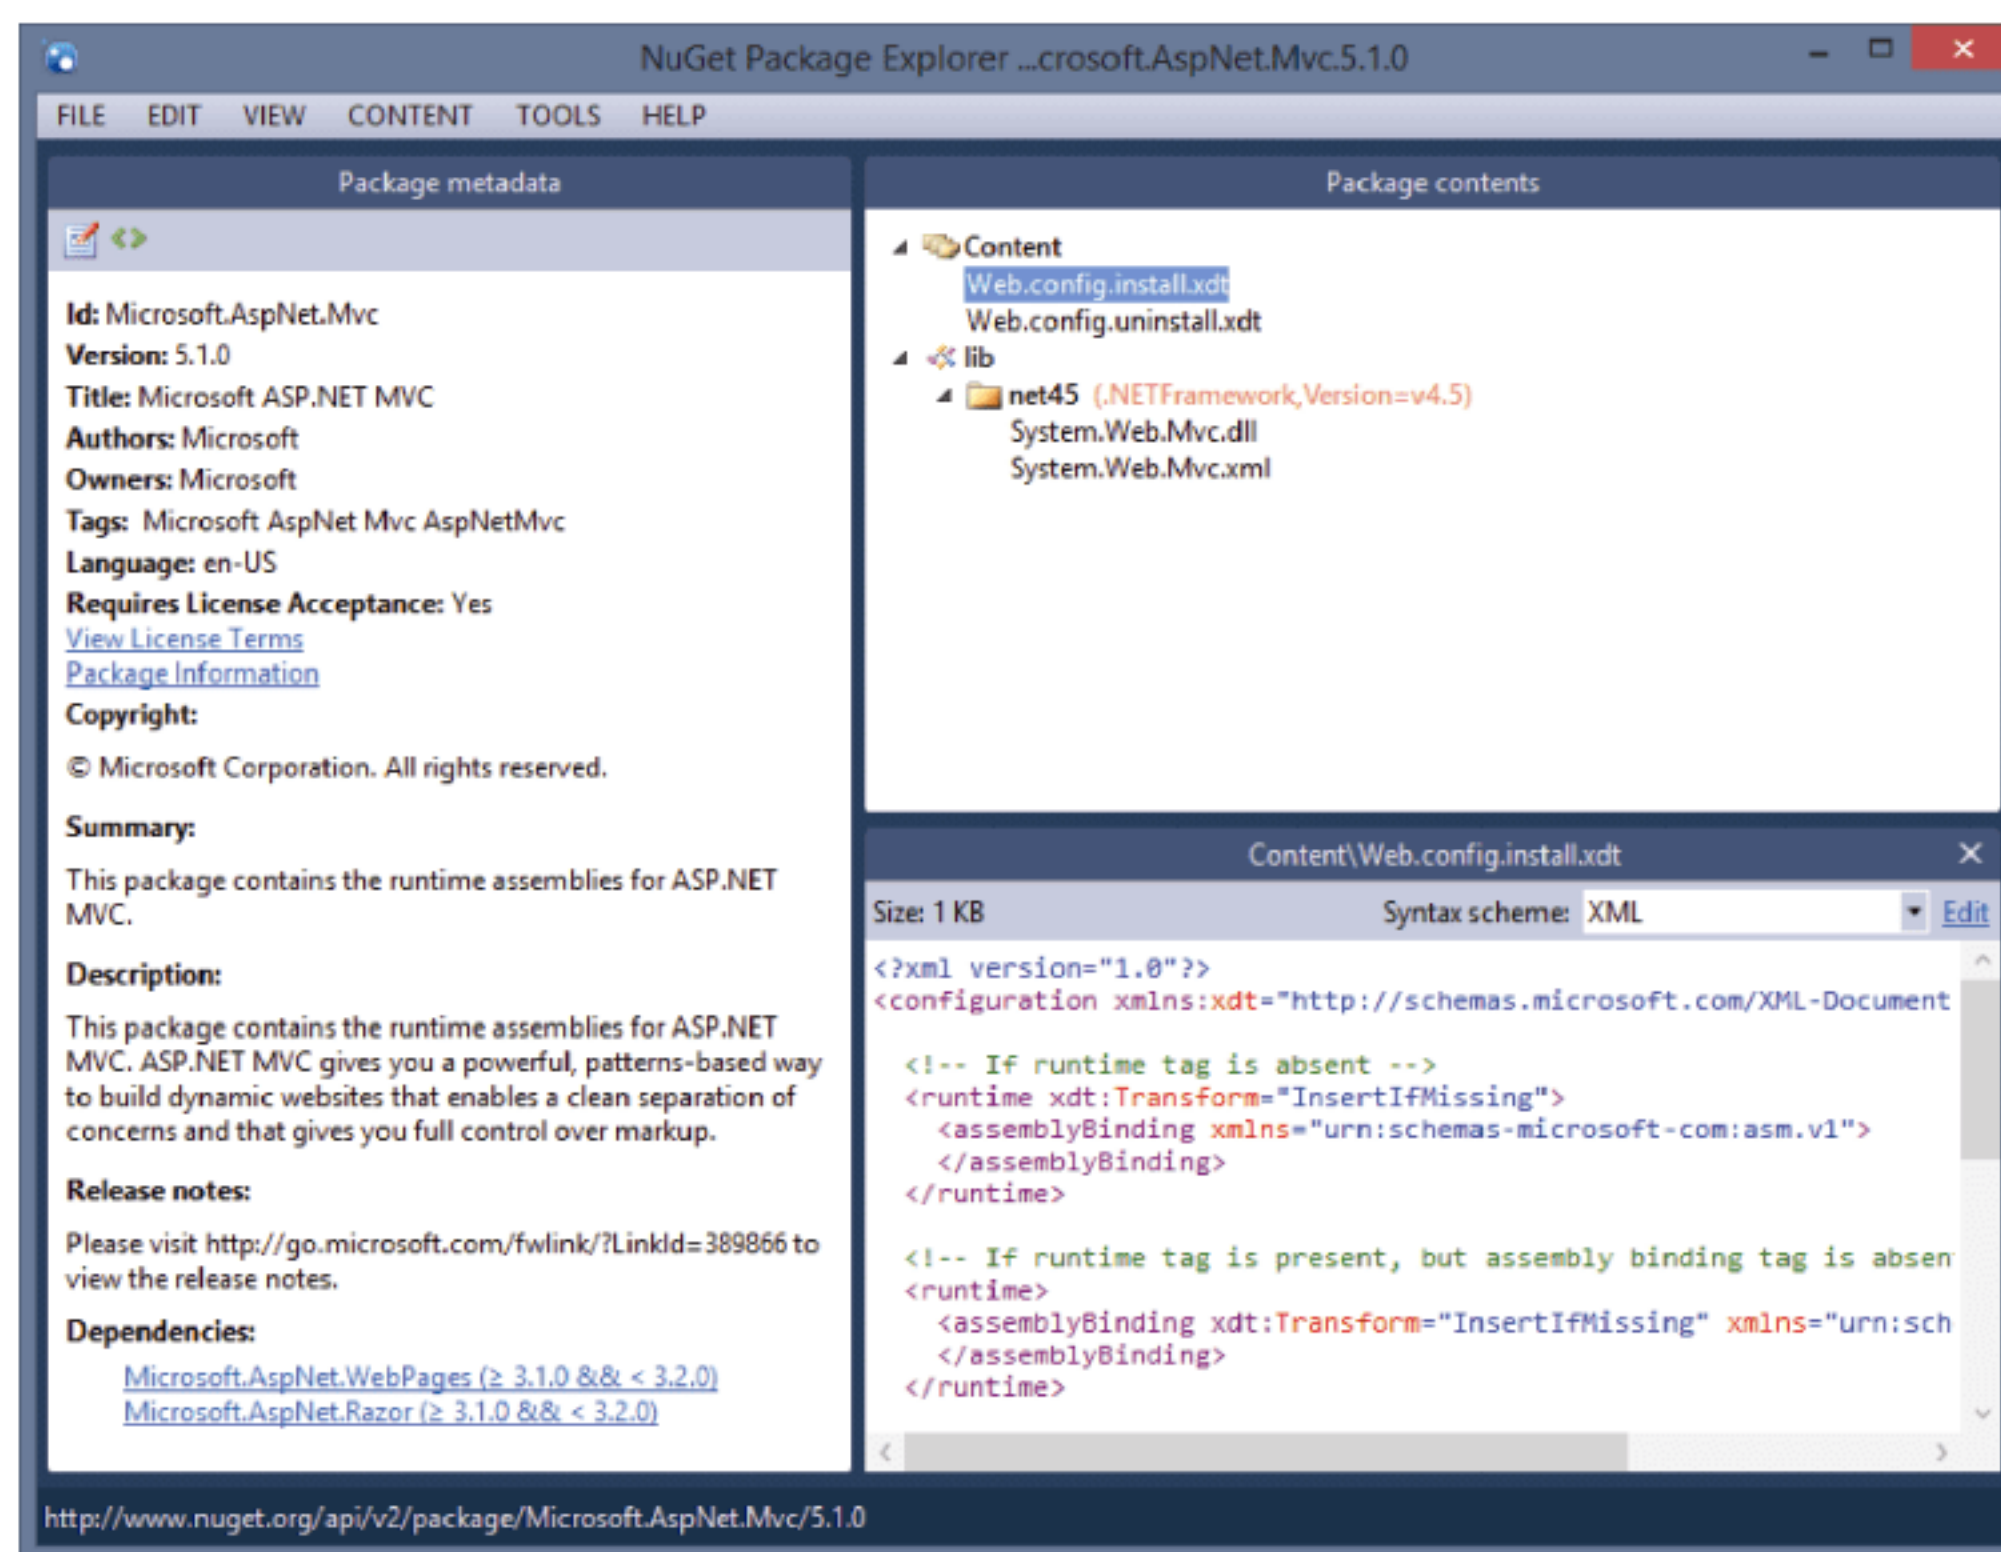 NuGet Package Explorer ...crosoft.AspNet.Mvc.5.1.0
FILE EDIT VIEW CONTENT TOOLS HELP
Package metadata
Id: Microsoft.AspNet.Mvc
Version: 5.1.0
Title: Microsoft ASP.NET MVC
Authors: Microsoft
Owners: Microsoft
Tags: Microsoft AspNet Mvc AspNetMvc
Language: en-US
Requires License Acceptance: Yes
View License Terms
Package Information
Copyright:
© Microsoft Corporation. All rights reserved.
Summary:
This package contains the runtime assemblies for ASP.NET
MVC.
Description:
This package contains the runtime assemblies for ASP.NET
MVC. ASP.NET MVC gives you a powerful, patterns-based way
to build dynamic websites that enables a clean separation of
concerns and that gives you full control over markup.
Release notes:
Please visit http://go.microsoft.com/fwlink/?LinkId=389866 to
view the release notes.
Dependencies:
Microsoft.AspNet.WebPages (≥ 3.1.0 && < 3.2.0)
Microsoft.AspNet.Razor (≥ 3.1.0 && < 3.2.0)
Package contents
Content
Web.config.install.xdt
Web.config.uninstall.xdt
lib
net45 (.NETFramework,Version=v4.5)
System.Web.Mvc.dll
System.Web.Mvc.xml
Content\Web.config.install.xdt
Size: 1 KB Syntax scheme: XML Edit
<?xml version="1.0"?>
<configuration xmlns:xdt="http://schemas.microsoft.com/XML-Document
<!-- If runtime tag is absent -->
<runtime xdt:Transform="InsertIfMissing">
<assemblyBinding xmlns="urn:schemas-microsoft-com:asm.v1">
</assemblyBinding>
</runtime>
<!-- If runtime tag is present, but assembly binding tag is absen
<runtime>
<assemblyBinding xdt:Transform="InsertIfMissing" xmlns="urn:sch
</assemblyBinding>
</runtime>
http://www.nuget.org/api/v2/package/Microsoft.AspNet.Mvc/5.1.0